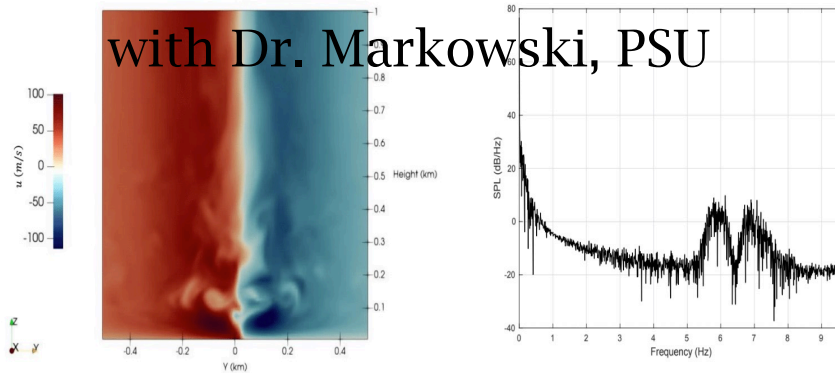 with Dr. Markowski, PSU
100
50
0
-50
-100
u (m/s)
1
0.8
0.7
0.6
0.5
0.4
0.3
0.2
0.1
Height (km)
-0.4
-0.2
0
0.2
0.4
Y (km)
Z
X
Y
80
40
20
0
-20
-40
SPL (dB/Hz)
0 1 2 3 4 5 6 7 8 9
Frequency (Hz)